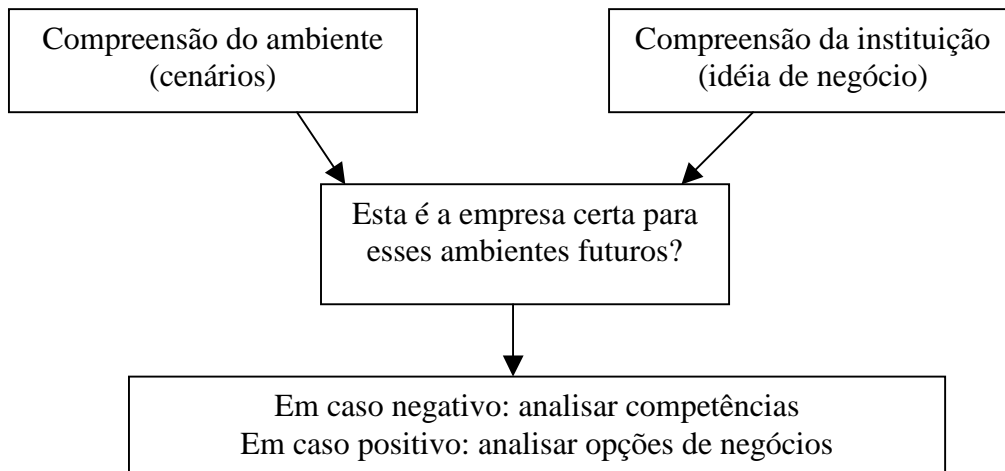 Compreensão do ambiente
(cenários)
Compreensão da instituição
(idéia de negócio)
Esta é a empresa certa para
esses ambientes futuros?
Em caso negativo: analisar competências
Em caso positivo: analisar opções de negócios